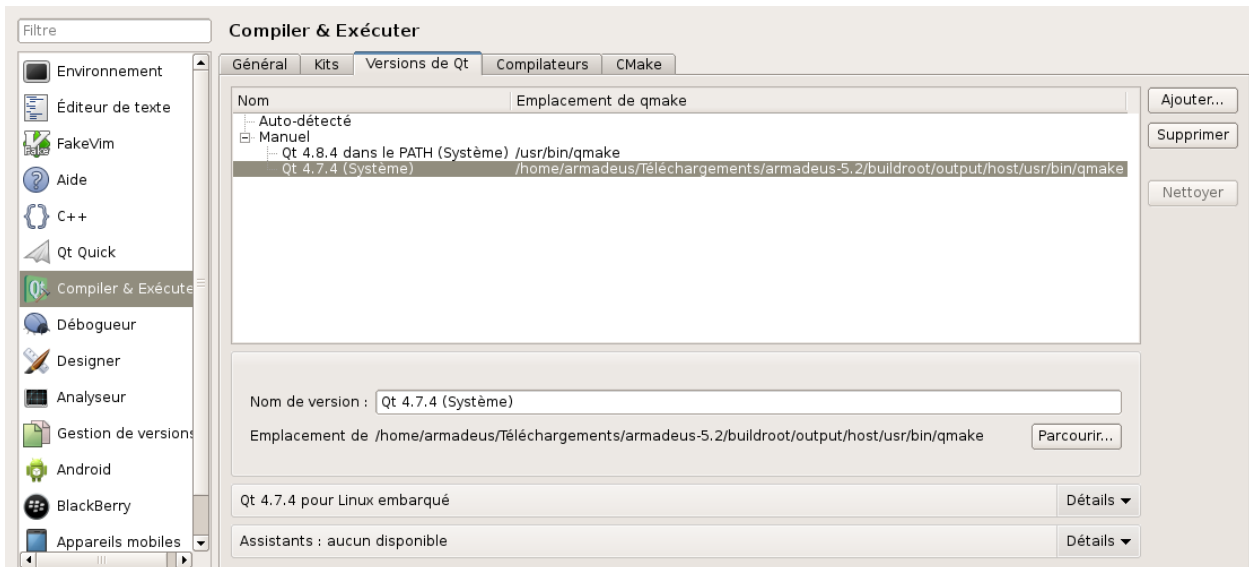 Filtre
Environnement
Éditeur de texte
FakeVim
Aide
C++
Qt Quick
Compiler & Exécute
Débogueur
Designer
Analyseur
Gestion de versions
Android
BlackBerry
Appareils mobiles
Compiler & Exécuter
Général Kits Versions de Qt Compilateurs CMake
Nom Emplacement de qmake
Auto-détecté
Manuel
Qt 4.8.4 dans le PATH (Système) /usr/bin/qmake
Qt 4.7.4 (Système) /home/armadeus/Téléchargements/armadeus-5.2/buildroot/output/host/usr/bin/qmake
Ajouter...
Supprimer
Nettoyer
Nom de version : Qt 4.7.4 (Système)
Emplacement de /home/armadeus/Téléchargements/armadeus-5.2/buildroot/output/host/usr/bin/qmake Parcourir...
Qt 4.7.4 pour Linux embarqué Détails
Assistants : aucun disponible Détails